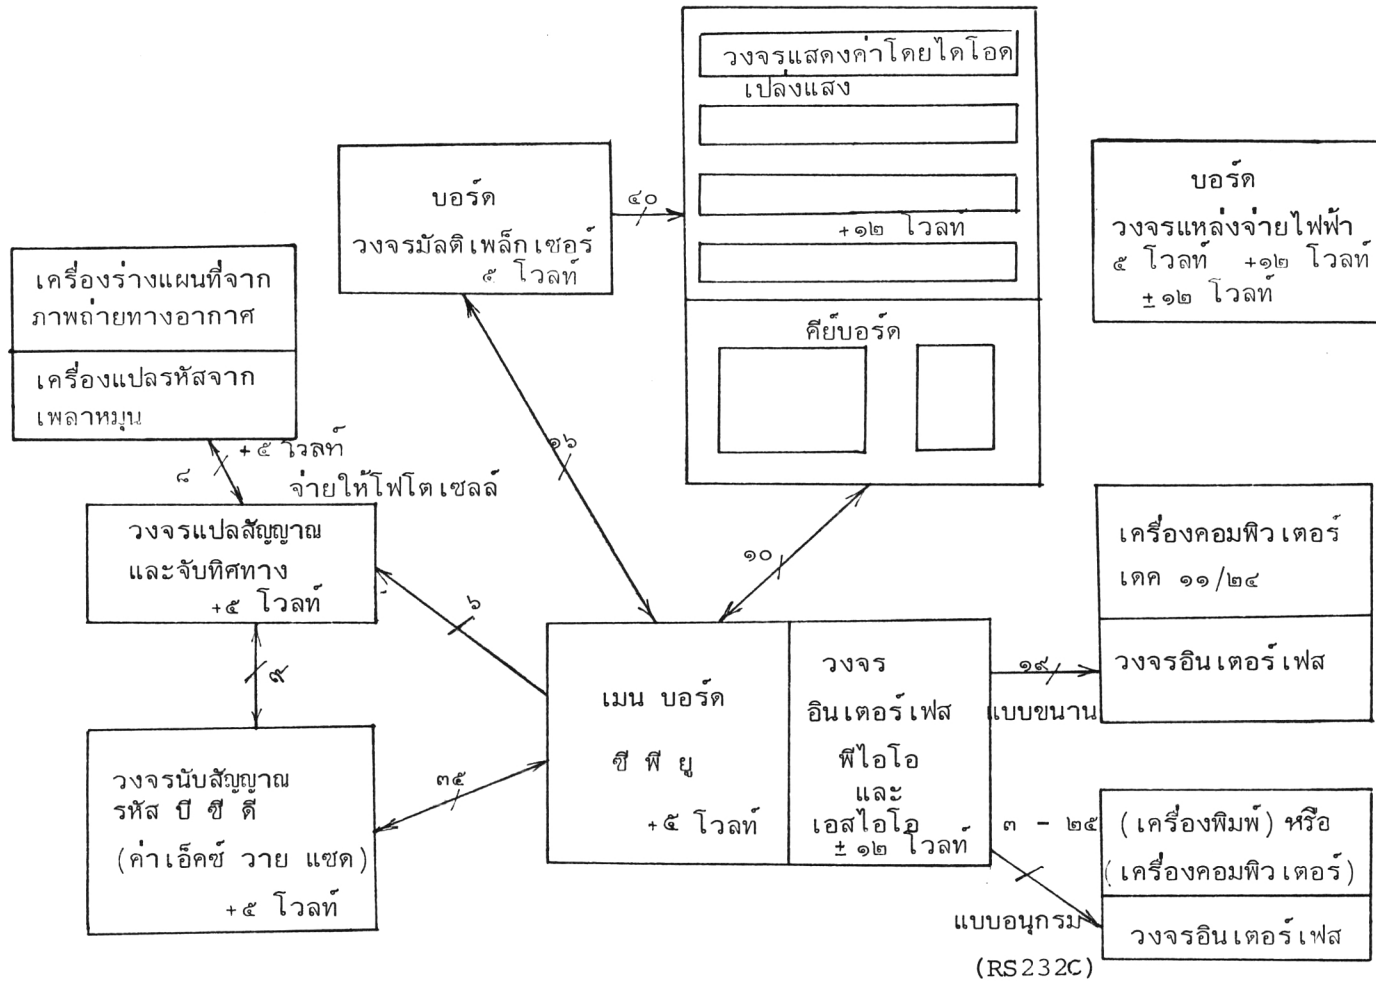 วงจรแสดงค่าโดยไดโอด
เปล่งแสง
+๑๒ โวลท์
คีย์บอร์ด
บอร์ด
วงจรมัลติเพล็กเซอร์
๕ โวลท์
๔๐
บอร์ด
วงจรแหล่งจ่ายไฟฟ้า
๕ โวลท์ +๑๒ โวลท์
± ๑๒ โวลท์
เครื่องร่างแผนที่จาก
ภาพถ่ายทางอากาศ
เครื่องแปลรหัสจาก
เพลาหมุน
๘
+๕ โวลท์
จ่ายให้โฟโตเซลล์
๑๖
๑๐
วงจรแปลสัญญาณ
และจับทิศทาง
+๕ โวลท์
๖
๙
วงจรนับสัญญาณ
รหัส บี ซี ดี
(ค่าเอ็คซ์ วาย แซด)
+๕ โวลท์
๓๕
เมน บอร์ด
ซี พี ยู
+๕ โวลท์
วงจร
อินเตอร์เฟส
พีไอโอ
และ
เอสไอโอ
± ๑๒ โวลท์
๑๙
แบบขนาน
เครื่องคอมพิวเตอร์
เดค ๑๑/๒๔
วงจรอินเตอร์เฟส
๓ - ๒๕
แบบอนุกรม
(RS232C)
(เครื่องพิมพ์) หรือ
(เครื่องคอมพิวเตอร์)
วงจรอินเตอร์เฟส